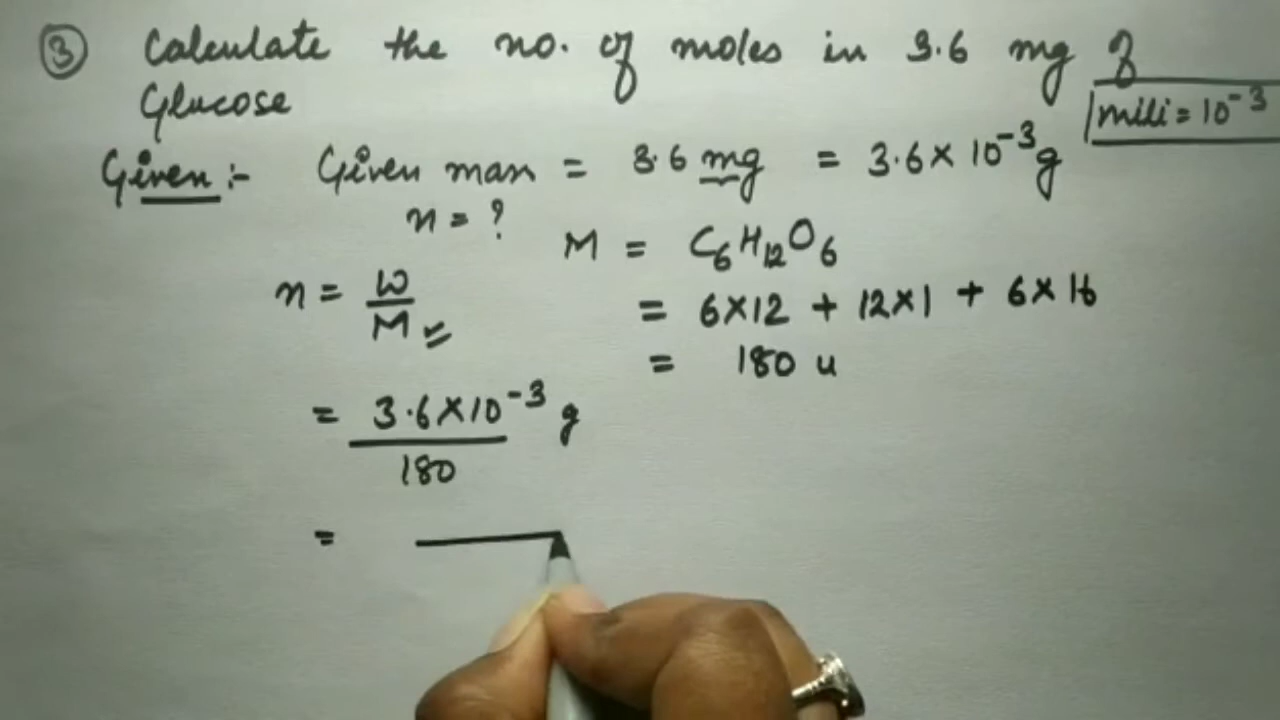 ③ Calculate the no. of moles in 3.6 mg of
Glucose
mili = 10⁻³
Given :- Given mass = 3.6 mg = 3.6 × 10⁻³ g
n = ?
M = C₆H₁₂O₆
n = W/M
= 6×12 + 12×1 + 6×16
= 180 u
= 3.6×10⁻³ g
180
=